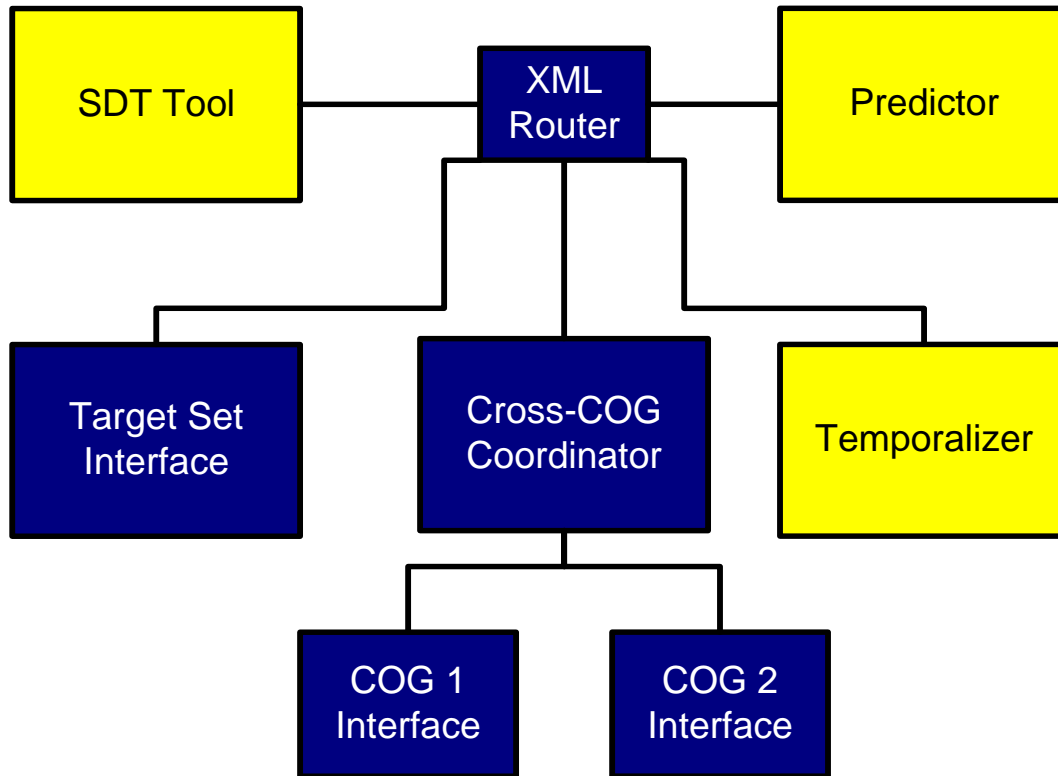 SDT Tool
XML
Router
Predictor
Target Set
Interface
Cross-COG
Coordinator
Temporalizer
COG 1
Interface
COG 2
Interface